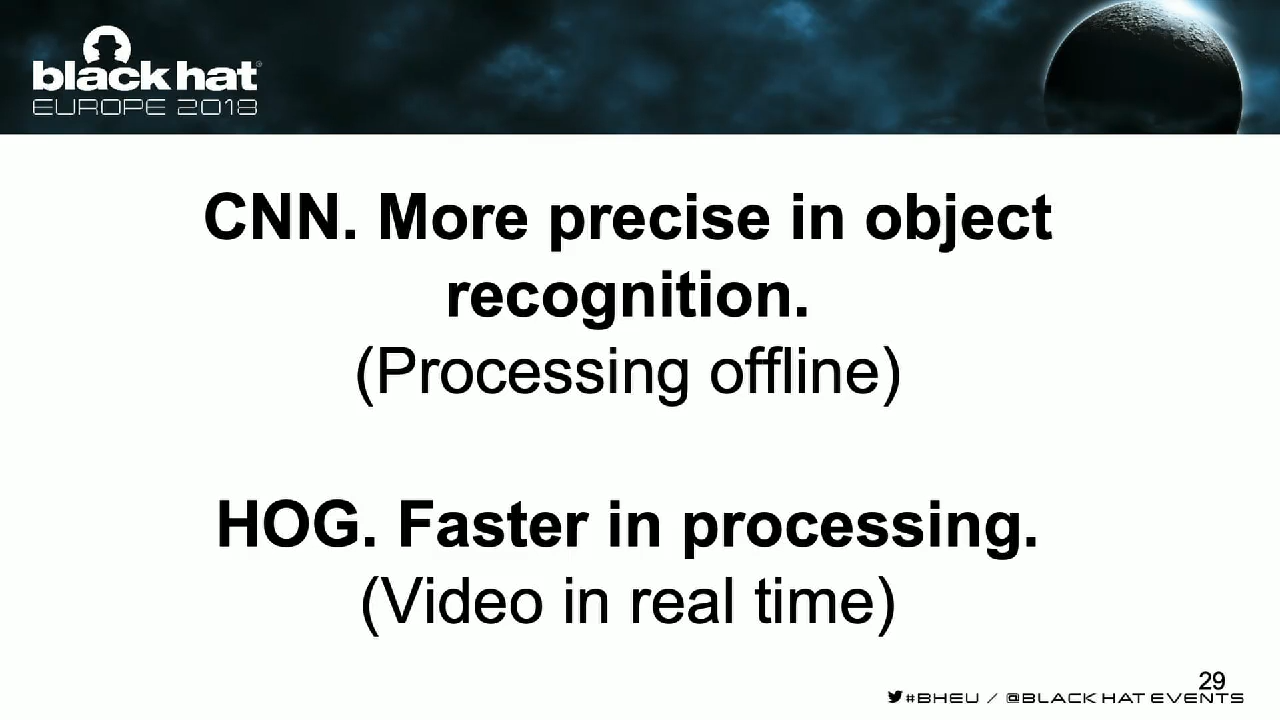 black hat®
EUROPE 2018
CNN. More precise in object
recognition.
(Processing offline)
HOG. Faster in processing.
(Video in real time)
29
#BHEU / @BLACK HAT EVENTS